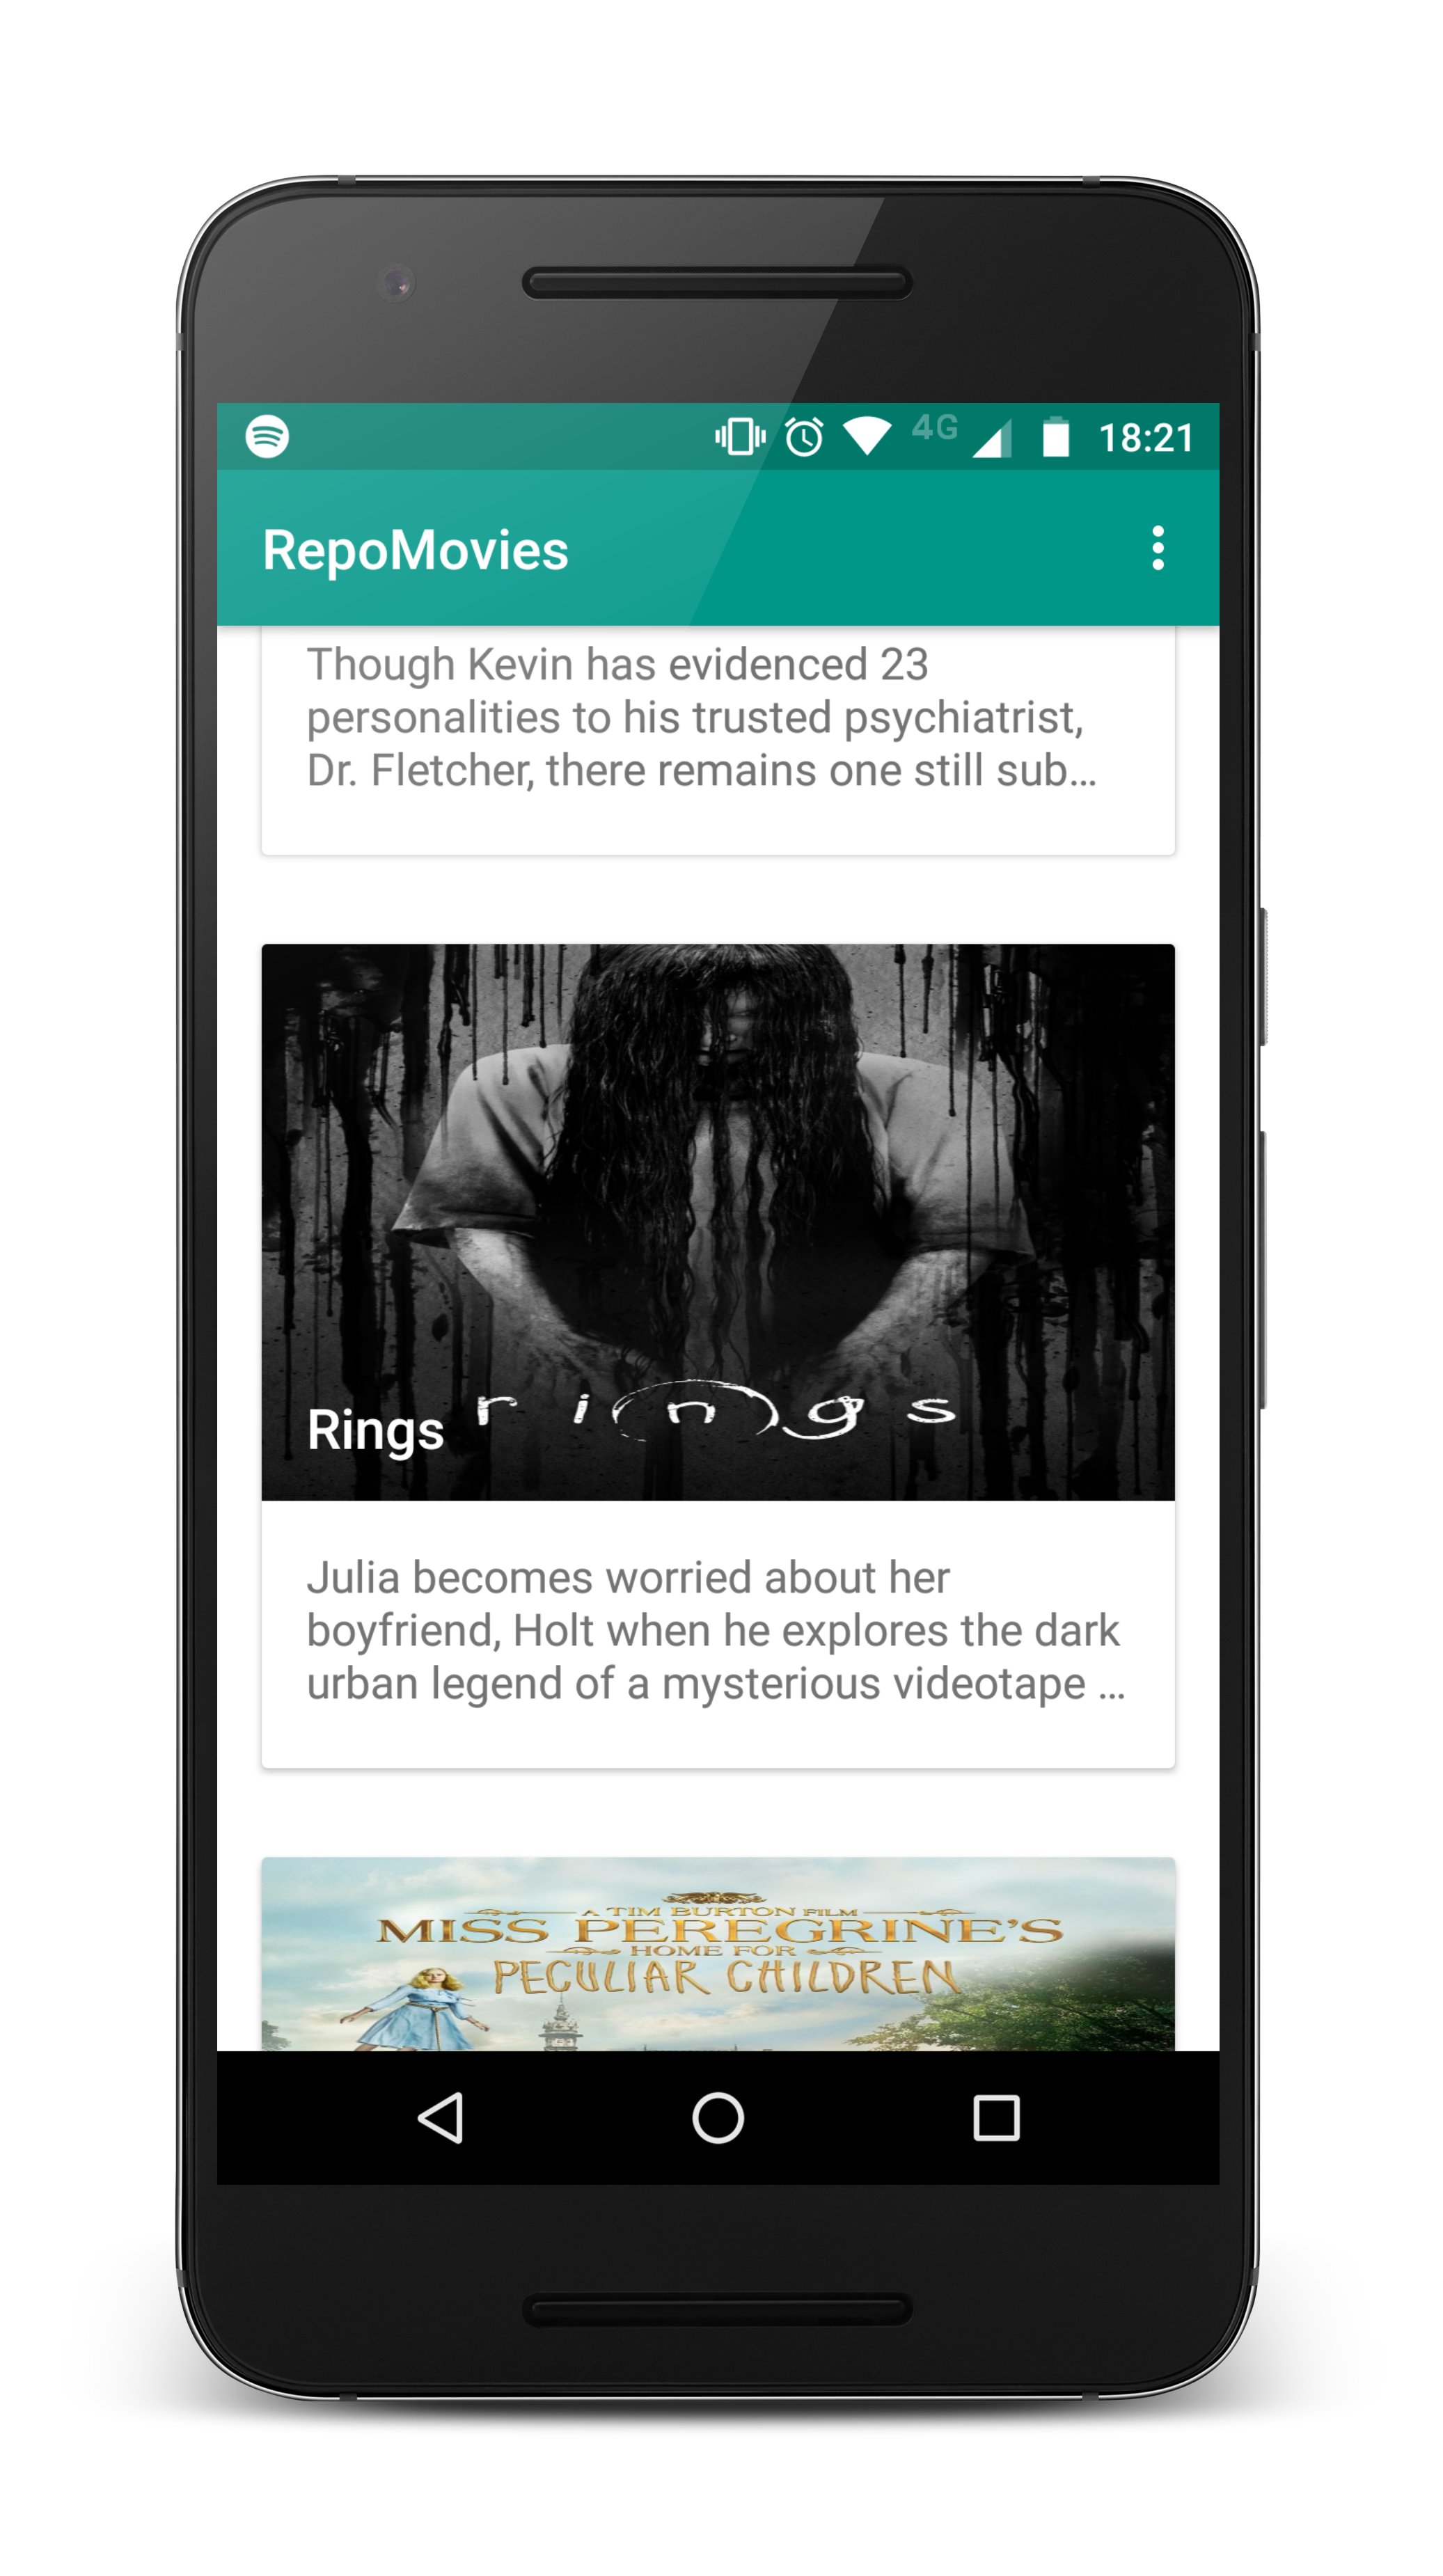 4G 18:21
RepoMovies
Though Kevin has evidenced 23
personalities to his trusted psychiatrist,
Dr. Fletcher, there remains one still sub...
rings
Rings
Julia becomes worried about her
boyfriend, Holt when he explores the dark
urban legend of a mysterious videotape ...
A TIM BURTON FILM
MISS PEREGRINE'S
HOME FOR
PECULIAR CHILDREN